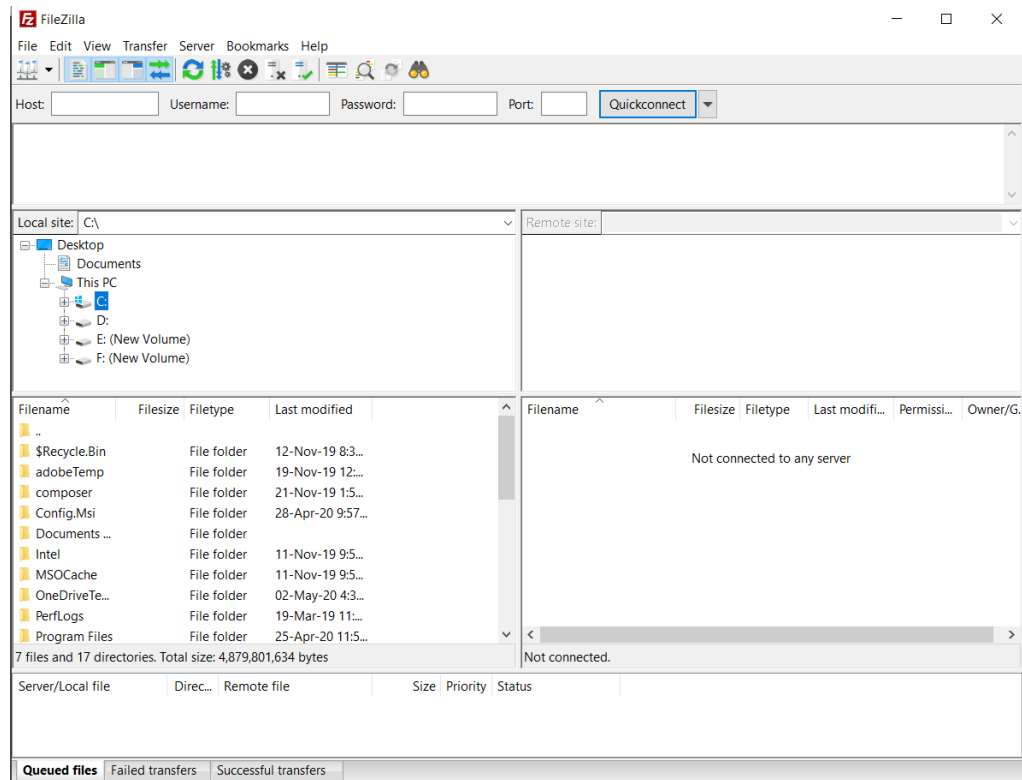 FileZilla
File Edit View Transfer Server Bookmarks Help
Host: Username: Password: Port: Quickconnect
Local site: C:\
Remote site:
Desktop
Documents
This PC
C:
D:
E: (New Volume)
F: (New Volume)
Filename Filesize Filetype Last modified
..
$Recycle.Bin File folder 12-Nov-19 8:3...
adobeTemp File folder 19-Nov-19 12:...
composer File folder 21-Nov-19 1:5...
Config.Msi File folder 28-Apr-20 9:57...
Documents ... File folder
Intel File folder 11-Nov-19 9:5...
MSOCache File folder 11-Nov-19 9:5...
OneDriveTe... File folder 02-May-20 4:3...
PerfLogs File folder 19-Mar-19 11:...
Program Files File folder 25-Apr-20 11:5...
7 files and 17 directories. Total size: 4,879,801,634 bytes
Filename Filesize Filetype Last modifi... Permissi... Owner/G.
Not connected to any server
Not connected.
Server/Local file Direc... Remote file Size Priority Status
Queued files Failed transfers Successful transfers